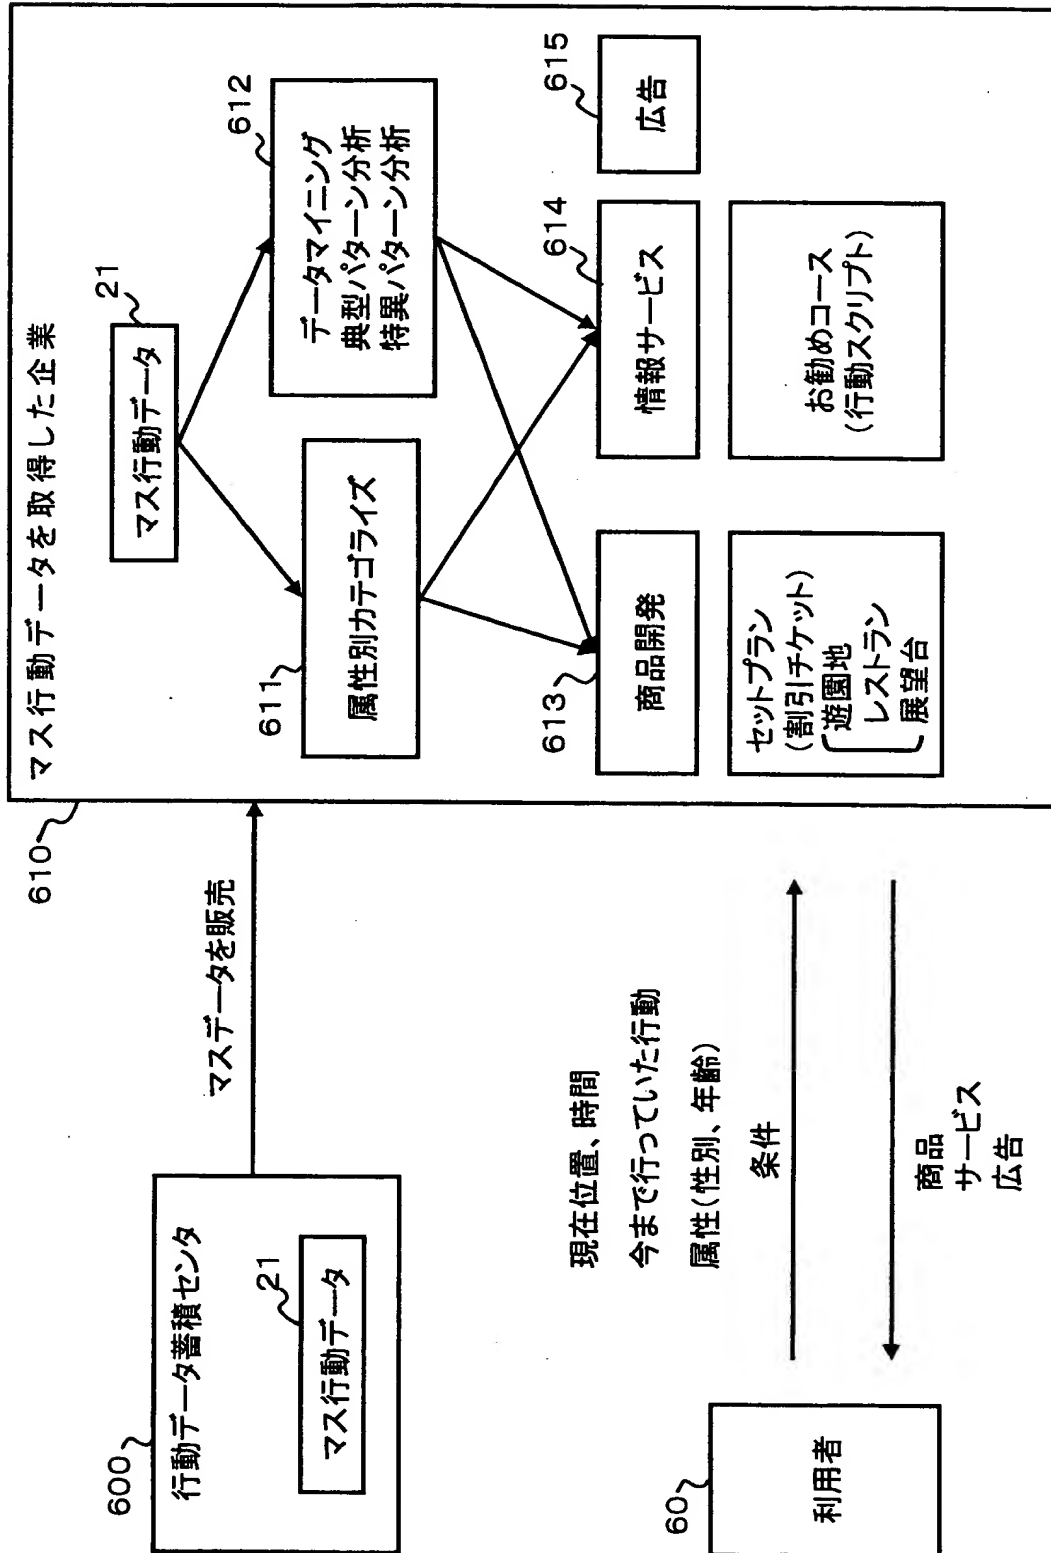 600
行動データ蓄積センタ
21
マス行動データ
マスデータを販売
610
マス行動データを取得した企業
21
マス行動データ
611
属性別カテゴライズ
612
データマイニング
典型パターン分析
特異パターン分析
613
商品開発
614
情報サービス
615
広告
セットプラン
(割引チケット)
遊園地
レストラン
展望台
お勧めコース
(行動スクリプト)
60
利用者
現在位置、時間
今まで行っていた行動
属性(性別、年齢)
条件
商品
サービス
広告